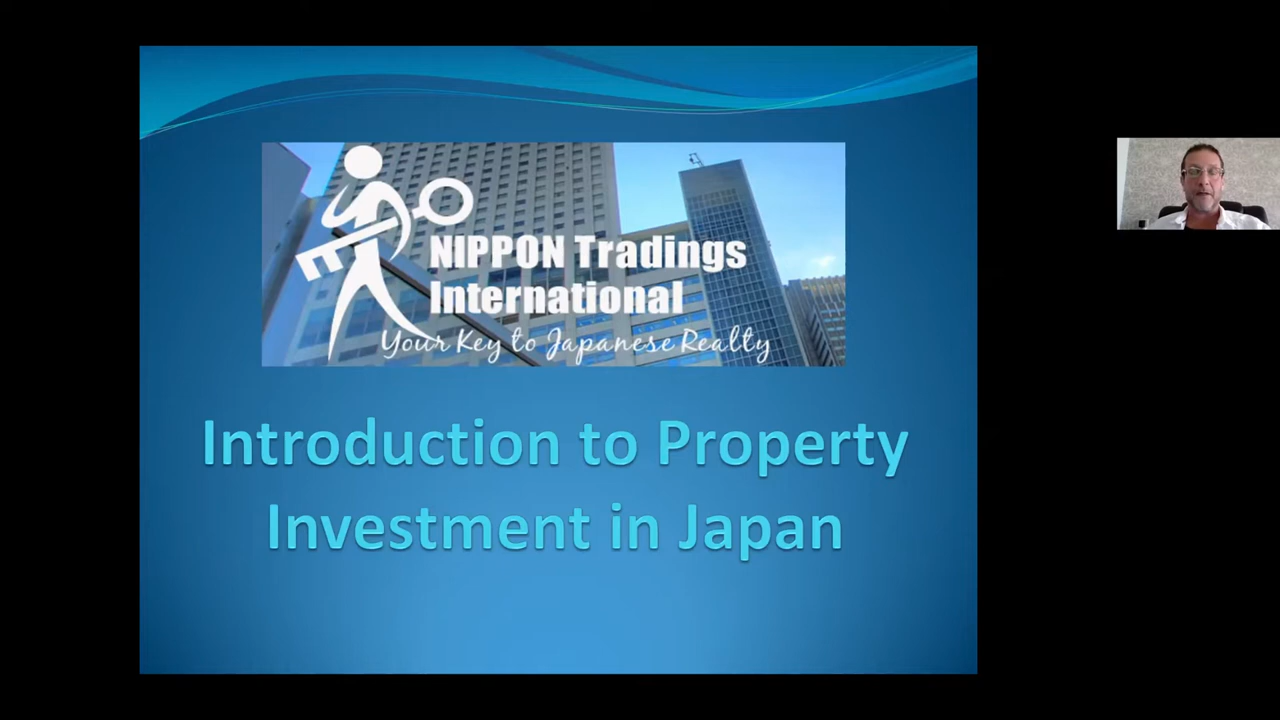 NIPPON Tradings
International
Your Key to Japanese Realty
Introduction to Property
Investment in Japan